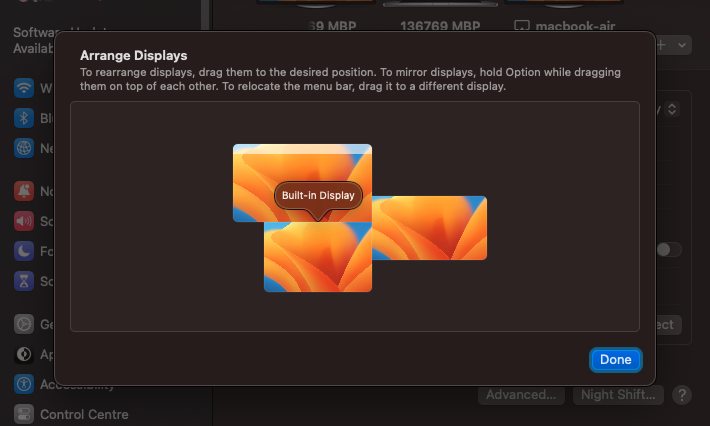 69 MBP
136769 MBP
macbook-air
Software Update
Availab
Arrange Displays
To rearrange displays, drag them to the desired position. To mirror displays, hold Option while dragging
them on top of each other. To relocate the menu bar, drag it to a different display.
Built-in Display
W
Bl
Ne
No
So
Fo
Sc
Ge
Ap
Accessibility
Control Centre
ect
Done
Advanced...
Night Shift...
?